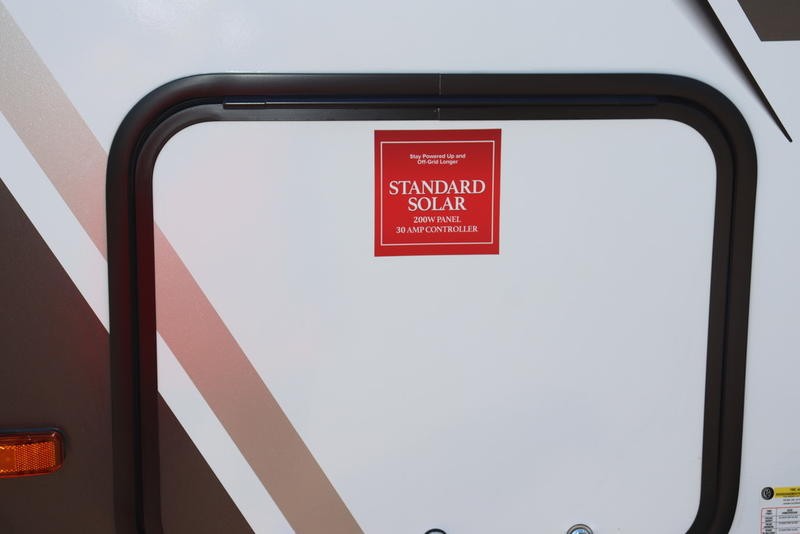 Stay Powered Up and
Off-Grid Longer
STANDARD
SOLAR
200W PANEL
30 AMP CONTROLLER